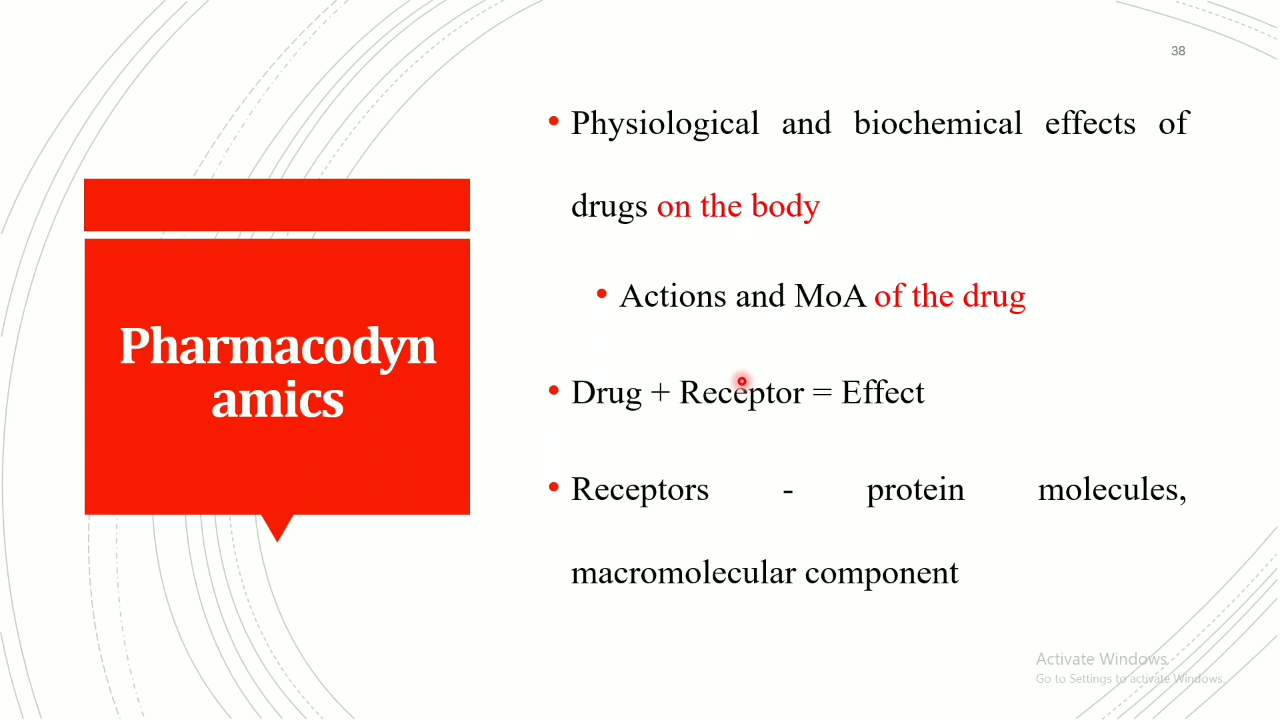 38
Pharmacodyn
amics
• Physiological and biochemical effects of
drugs on the body
• Actions and MoA of the drug
• Drug + Receptor = Effect
• Receptors - protein molecules,
macromolecular component
Activate Windows
Go to Settings to activate Windows.